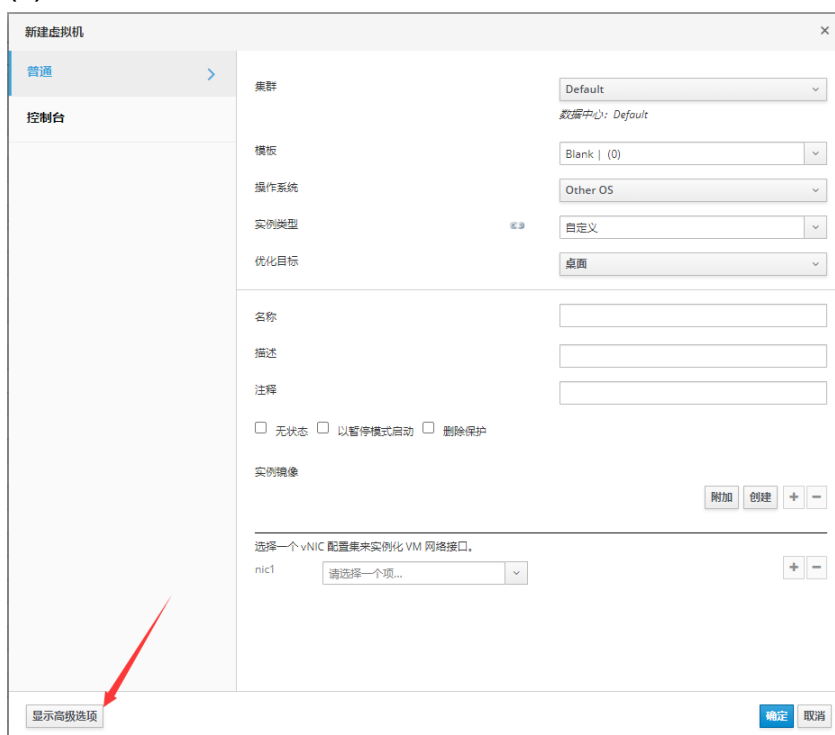 新建虚拟机
×
普通
控制台
集群
Default
数据中心: Default
模板
Blank | (0)
操作系统
Other OS
实例类型
自定义
优化目标
桌面
名称
描述
注释
无状态 以暂停模式启动 删除保护
实例镜像
附加 创建 + −
选择一个 vNIC 配置集来实例化 VM 网络接口。
nic1 请选择一个项... + −
显示高级选项 确定 取消